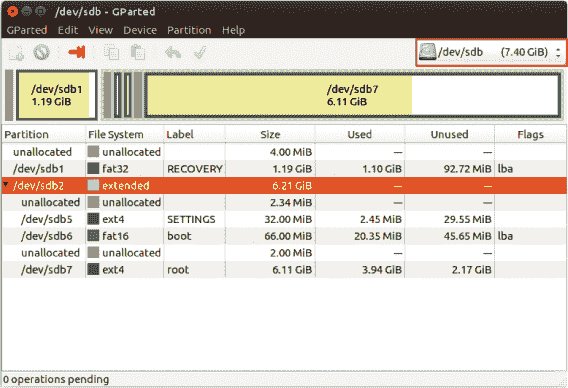 /dev/sdb - GParted
GParted Edit View Device Partition Help
/dev/sdb (7.40 GiB)
/dev/sdb1
1.19 GiB
/dev/sdb7
6.11 GiB
Partition File System Label Size Used Unused Flags
unallocated unallocated 4.00 MiB — —
/dev/sdb1 fat32 RECOVERY 1.19 GiB 1.10 GiB 92.72 MiB lba
/dev/sdb2 extended 6.21 GiB — —
unallocated unallocated 2.34 MiB — —
/dev/sdb5 ext4 SETTINGS 32.00 MiB 2.45 MiB 29.55 MiB
/dev/sdb6 fat16 boot 66.00 MiB 20.35 MiB 45.65 MiB lba
unallocated unallocated 2.00 MiB — —
/dev/sdb7 ext4 root 6.11 GiB 3.94 GiB 2.17 GiB
0 operations pending